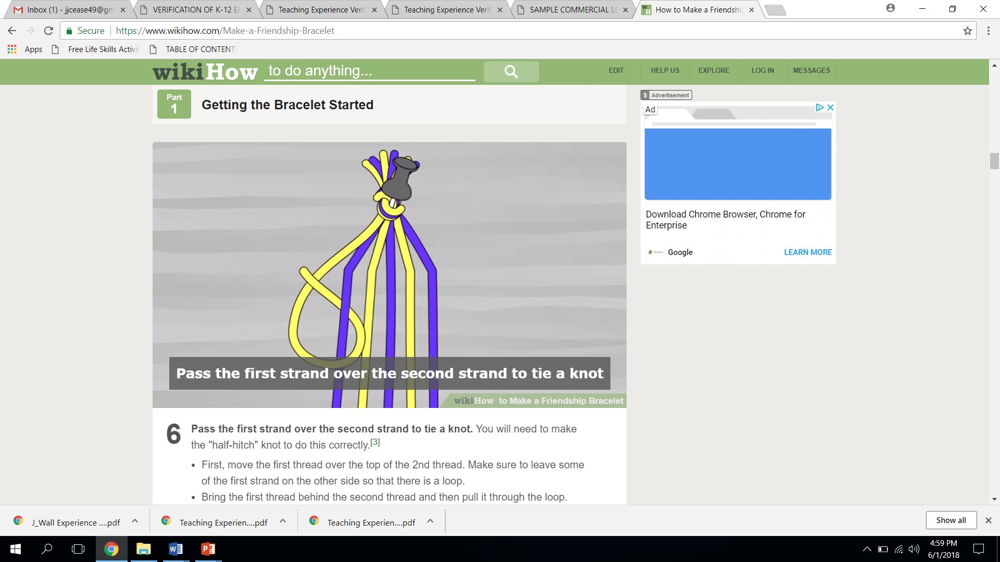 Inbox (1) - jjcease49@gm
VERIFICATION OF K-12 E
Teaching Experience Verif
Teaching Experience Verif
SAMPLE COMMERCIAL LE
How to Make a Friendshi
Secure https://www.wikihow.com/Make-a-Friendship-Bracelet
Apps Free Life Skills Activit TABLE OF CONTENTS
wikiHow to do anything... EDIT HELP US EXPLORE LOG IN MESSAGES
Part
1
Getting the Bracelet Started
$ Advertisement
Ad
Download Chrome Browser, Chrome for
Enterprise
Google LEARN MORE
Pass the first strand over the second strand to tie a knot
wikiHow to Make a Friendship Bracelet
6 Pass the first strand over the second strand to tie a knot. You will need to make
the "half-hitch" knot to do this correctly.[3]
• First, move the first thread over the top of the 2nd thread. Make sure to leave some
of the first strand on the other side so that there is a loop.
• Bring the first thread behind the second thread and then pull it through the loop.
J_Wall Experience ....pdf
Teaching Experien....pdf
Teaching Experien....pdf
Show all
4:59 PM
6/1/2018